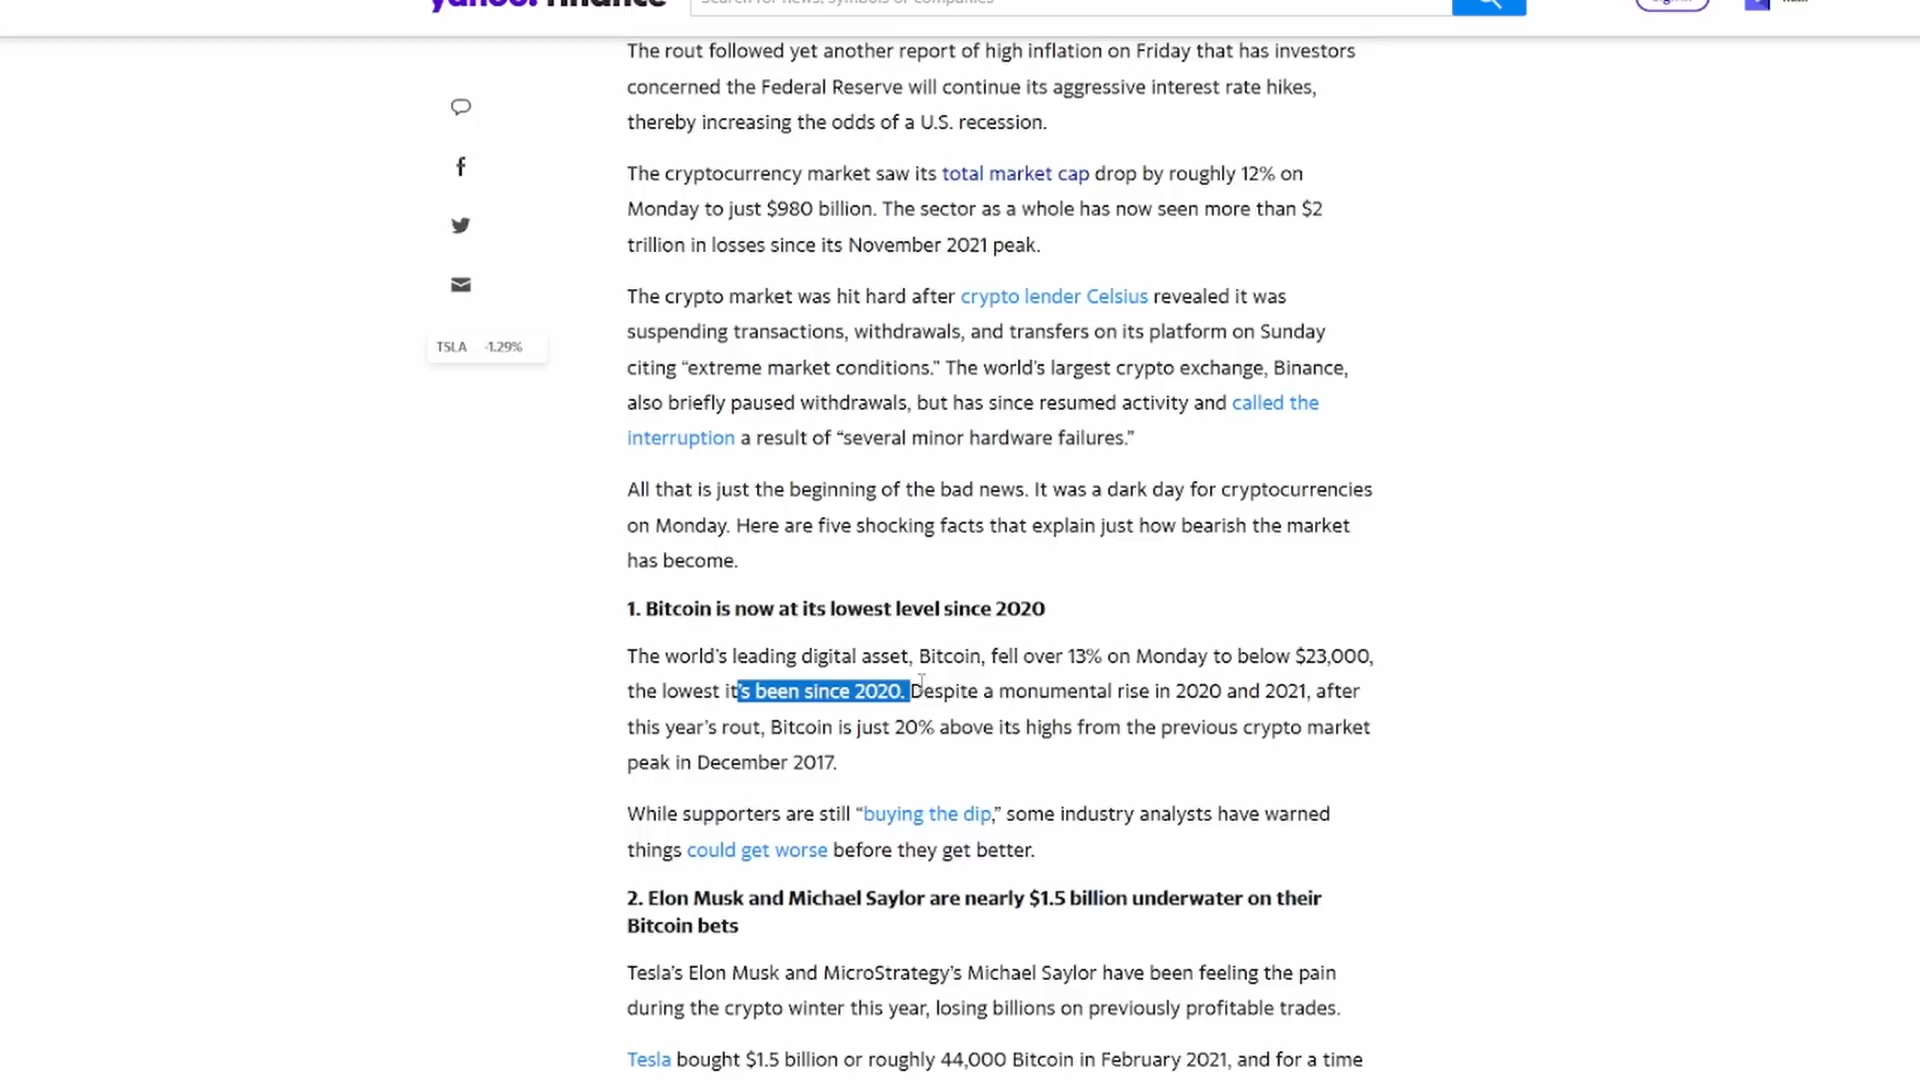 yahoo! finance
Search for news, symbols or companies
Sign in
The rout followed yet another report of high inflation on Friday that has investors
concerned the Federal Reserve will continue its aggressive interest rate hikes,
thereby increasing the odds of a U.S. recession.
The cryptocurrency market saw its total market cap drop by roughly 12% on
Monday to just $980 billion. The sector as a whole has now seen more than $2
trillion in losses since its November 2021 peak.
TSLA -1.29%
The crypto market was hit hard after crypto lender Celsius revealed it was
suspending transactions, withdrawals, and transfers on its platform on Sunday
citing “extreme market conditions.” The world’s largest crypto exchange, Binance,
also briefly paused withdrawals, but has since resumed activity and called the
interruption a result of “several minor hardware failures.”
All that is just the beginning of the bad news. It was a dark day for cryptocurrencies
on Monday. Here are five shocking facts that explain just how bearish the market
has become.
1. Bitcoin is now at its lowest level since 2020
The world’s leading digital asset, Bitcoin, fell over 13% on Monday to below $23,000,
the lowest it’s been since 2020. Despite a monumental rise in 2020 and 2021, after
this year’s rout, Bitcoin is just 20% above its highs from the previous crypto market
peak in December 2017.
While supporters are still “buying the dip,” some industry analysts have warned
things could get worse before they get better.
2. Elon Musk and Michael Saylor are nearly $1.5 billion underwater on their
Bitcoin bets
Tesla’s Elon Musk and MicroStrategy’s Michael Saylor have been feeling the pain
during the crypto winter this year, losing billions on previously profitable trades.
Tesla bought $1.5 billion or roughly 44,000 Bitcoin in February 2021, and for a time